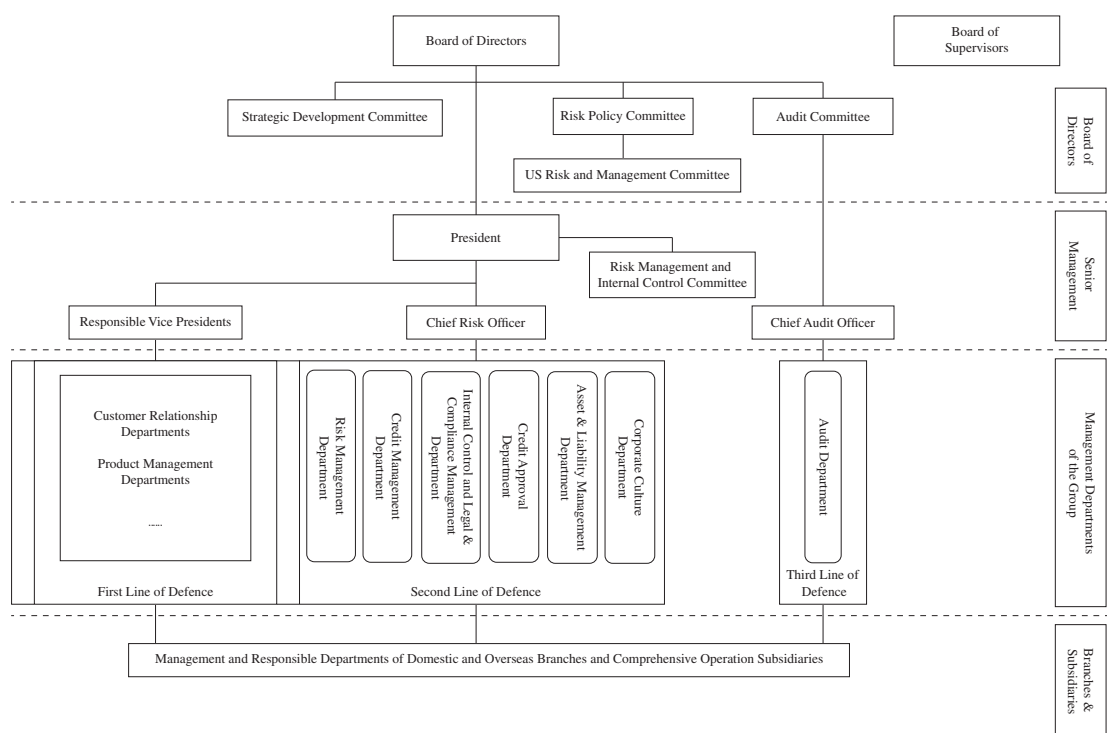 Board of Directors
Board of
Supervisors
Strategic Development Committee
Risk Policy Committee
Audit Committee
US Risk and Management Committee
Board of
Directors
President
Risk Management and
Internal Control Committee
Senior
Management
Responsible Vice Presidents
Chief Risk Officer
Chief Audit Officer
Customer Relationship
Departments
Product Management
Departments
......
First Line of Defence
Risk Management
Department
Credit Management
Department
Internal Control and Legal &
Compliance Management
Department
Credit Approval
Department
Asset & Liability Management
Department
Corporate Culture
Department
Second Line of Defence
Audit Department
Third Line of
Defence
Management Departments
of the Group
Management and Responsible Departments of Domestic and Overseas Branches and Comprehensive Operation Subsidiaries
Branches &
Subsidiaries